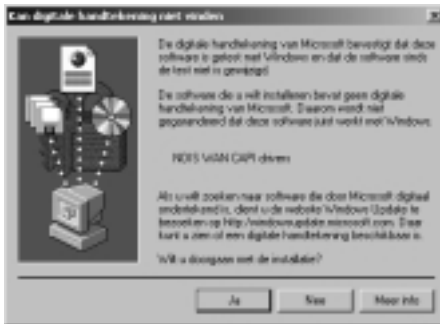 Kan digitale handtekening niet vinden
De digitale handtekening van Microsoft bevestigt dat deze
software is getest met Windows en dat de software sinds
de test niet is gewijzigd.
De software die u wilt installeren bevat geen digitale
handtekening van Microsoft. Daarom wordt niet
gegarandeerd dat deze software juist werkt met Windows.
NDIS WAN CAPI drivers
Als u wilt zoeken naar software die door Microsoft digitaal
ondertekend is, dient u de website Windows Update te
bezoeken op http://windowsupdate.microsoft.com. Daar
kunt u zien of een digitale handtekening beschikbaar is.
Wilt u doorgaan met de installatie?
Ja
Nee
Meer info